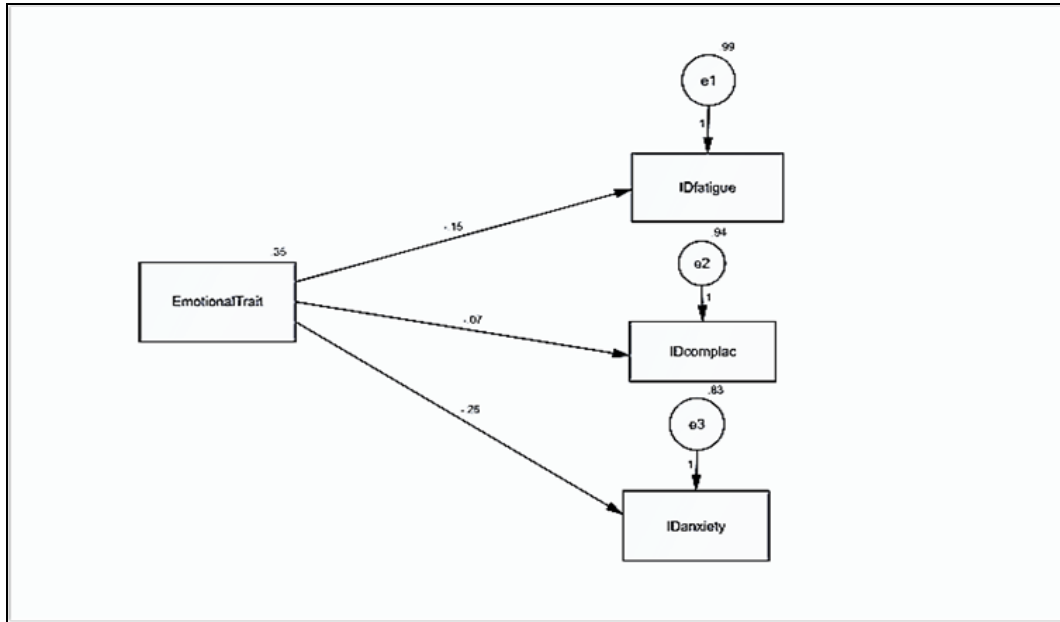 .99
e1
1
IDfatigue
-.15
.94
e2
.35
EmotionalTrait
1
-.07
IDcomplac
.83
e3
-.25
1
IDanxiety